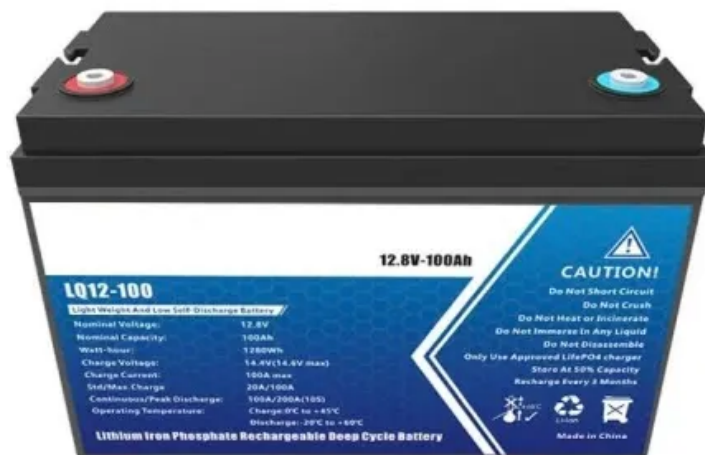 12.8V-100Ah
LQ12-100
Light Weight And Low Self-Discharge Battery
Nominal Voltage: 12.8V
Nominal Capacity: 100Ah
Watt-hour: 1280Wh
Charge Voltage: 14.4V(14.6V max)
Charge Current: 100A max
Std/Max.Charge 20A/100A
Continuous/Peak Discharge: 100A/200A(10S)
Operating Temperature: Charge:0℃ to +45℃
Discharge:-20℃ to +60℃
Lithium Iron Phosphate Rechargeable Deep Cycle Battery
CAUTION!
Do Not Short Circuit
Do Not Crush
Do Not Heat or Incinerate
Do Not Immerse In Any Liquid
Do Not Disassemble
Only Use Approved LifePO4 charger
Store At 50% Capacity
Recharge Every 3 Months
Li-ion
Made in China